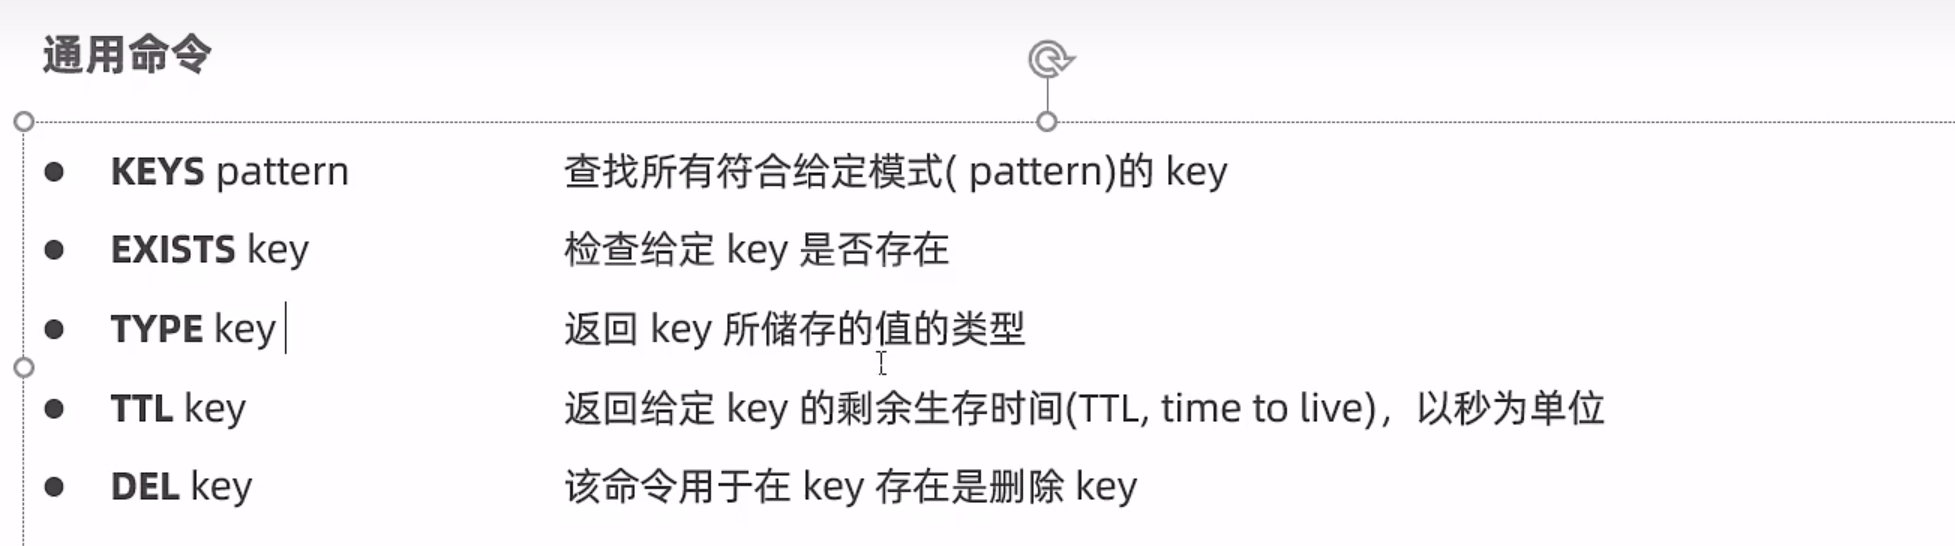 通用命令
KEYS pattern 查找所有符合给定模式( pattern)的 key
EXISTS key 检查给定 key 是否存在
TYPE key 返回 key 所储存的值的类型
TTL key 返回给定 key 的剩余生存时间(TTL, time to live)，以秒为单位
DEL key 该命令用于在 key 存在是删除 key